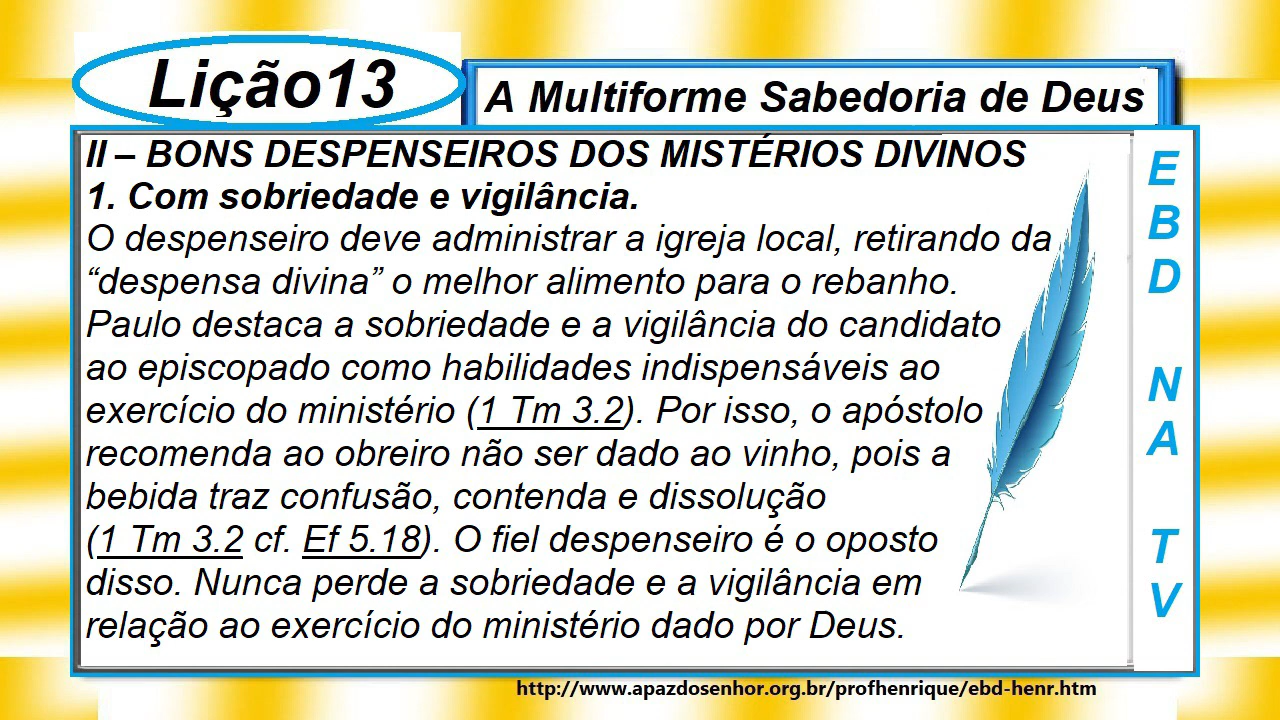 Lição13
A Multiforme Sabedoria de Deus
II – BONS DESPENSEIROS DOS MISTÉRIOS DIVINOS
1. Com sobriedade e vigilância.
O despenseiro deve administrar a igreja local, retirando da
“despensa divina” o melhor alimento para o rebanho.
Paulo destaca a sobriedade e a vigilância do candidato
ao episcopado como habilidades indispensáveis ao
exercício do ministério (1 Tm 3.2). Por isso, o apóstolo
recomenda ao obreiro não ser dado ao vinho, pois a
bebida traz confusão, contenda e dissolução
(1 Tm 3.2 cf. Ef 5.18). O fiel despenseiro é o oposto
disso. Nunca perde a sobriedade e a vigilância em
relação ao exercício do ministério dado por Deus.
E
B
D
N
A
T
V
http://www.apazdosenhor.org.br/profhenrique/ebd-henr.htm